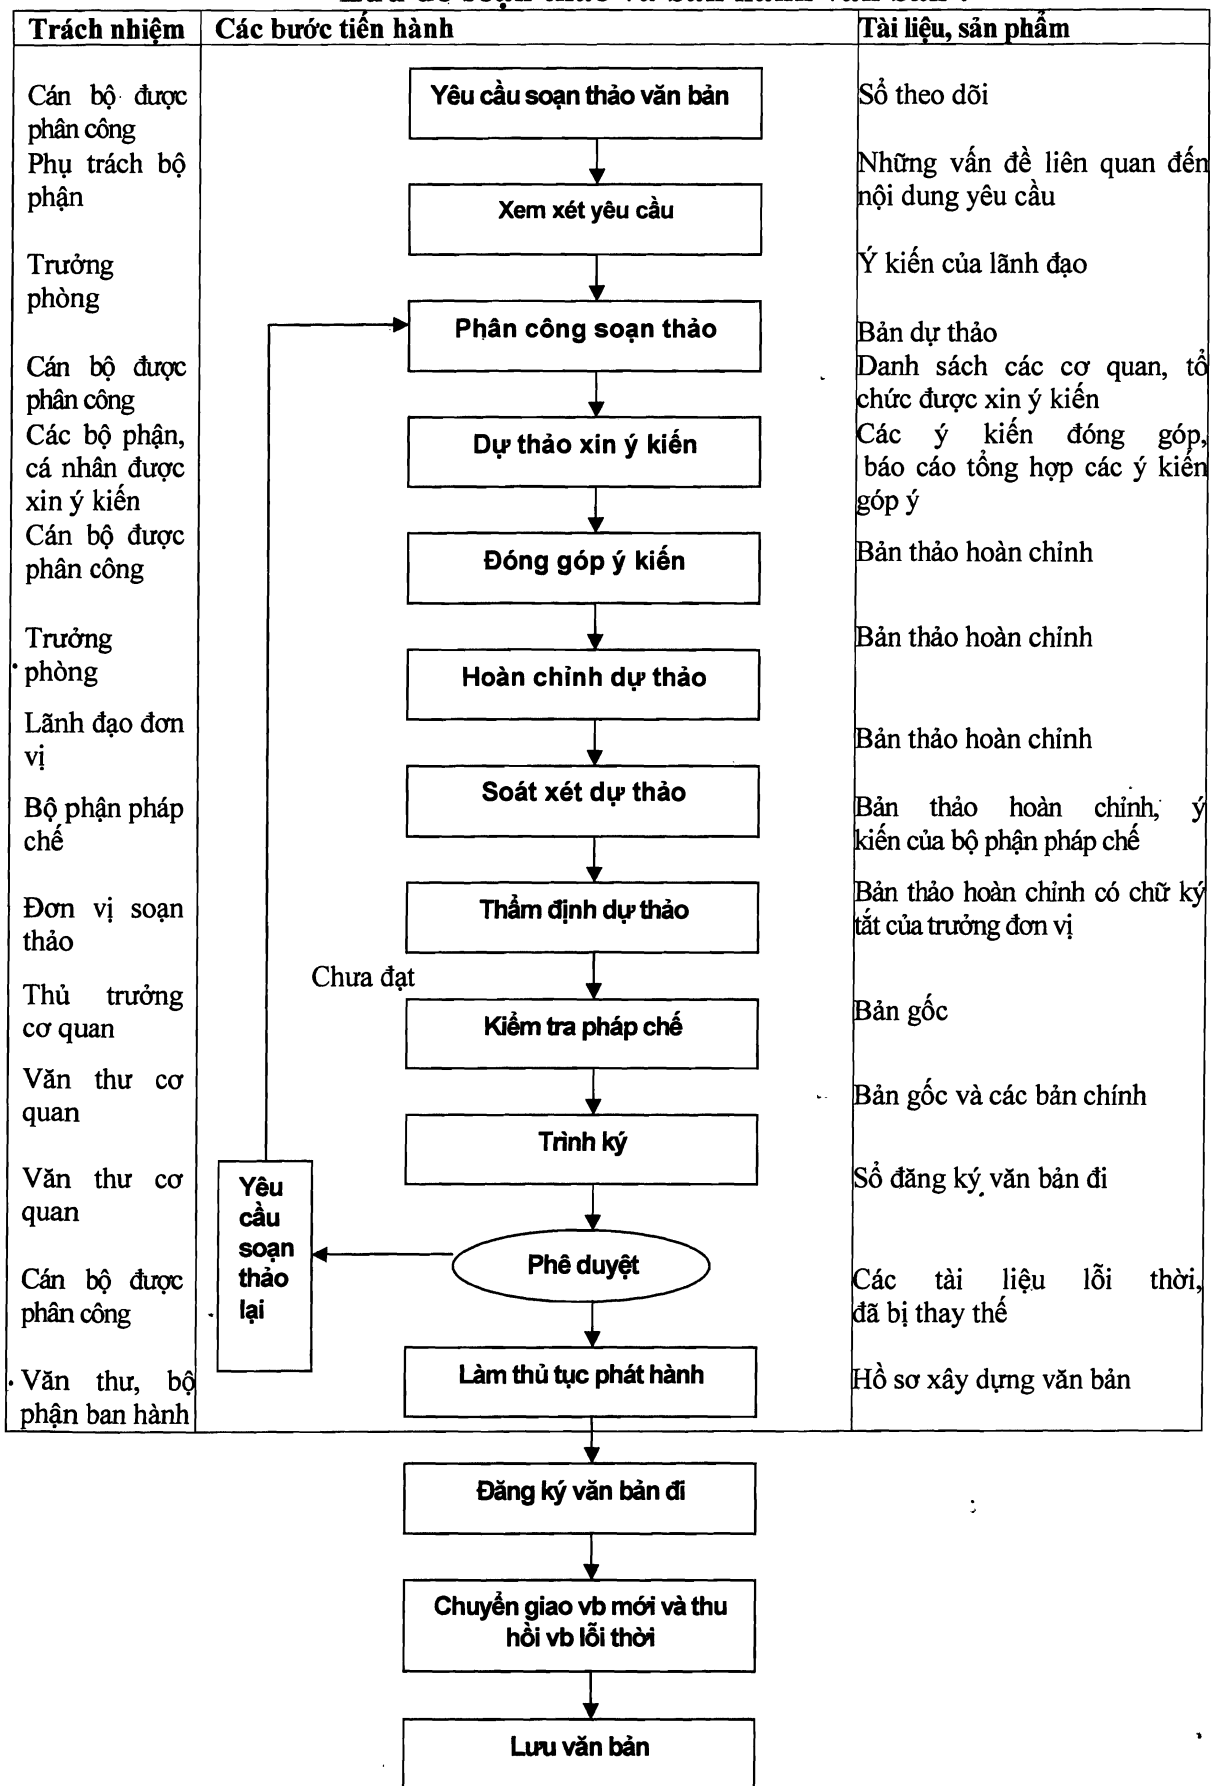 Lưu đồ soạn thảo và ban hành văn bản
Trách nhiệm
Các bước tiến hành
Tài liệu, sản phẩm
Cán bộ được
phân công
Phụ trách bộ
phận
Trưởng
phòng
Cán bộ được
phân công
Các bộ phận,
cá nhân được
xin ý kiến
Cán bộ được
phân công
Trưởng
phòng
Lãnh đạo đơn
vị
Bộ phận pháp
chế
Đơn vị soạn
thảo
Thủ trưởng
cơ quan
Văn thư cơ
quan
Văn thư cơ
quan
Cán bộ được
phân công
Văn thư, bộ
phận ban hành
Yêu cầu soạn thảo văn bản
Xem xét yêu cầu
Phân công soạn thảo
Dự thảo xin ý kiến
Đóng góp ý kiến
Hoàn chỉnh dự thảo
Soát xét dự thảo
Thẩm định dự thảo
Chưa đạt
Kiểm tra pháp chế
Trình ký
Yêu
cầu
soạn
thảo
lại
Phê duyệt
Làm thủ tục phát hành
Đăng ký văn bản đi
Chuyển giao vb mới và thu
hồi vb lỗi thời
Lưu văn bản
Sổ theo dõi
Những vấn đề liên quan đến
nội dung yêu cầu
Ý kiến của lãnh đạo
Bản dự thảo
Danh sách các cơ quan, tổ
chức được xin ý kiến
Các ý kiến đóng góp,
báo cáo tổng hợp các ý kiến
góp ý
Bản thảo hoàn chỉnh
Bản thảo hoàn chỉnh
Bản thảo hoàn chỉnh
Bản thảo hoàn chỉnh, ý
kiến của bộ phận pháp chế
Bản thảo hoàn chỉnh có chữ ký
tắt của trưởng đơn vị
Bản gốc
Bản gốc và các bản chính
Sổ đăng ký văn bản đi
Các tài liệu lỗi thời,
đã bị thay thế
Hồ sơ xây dựng văn bản